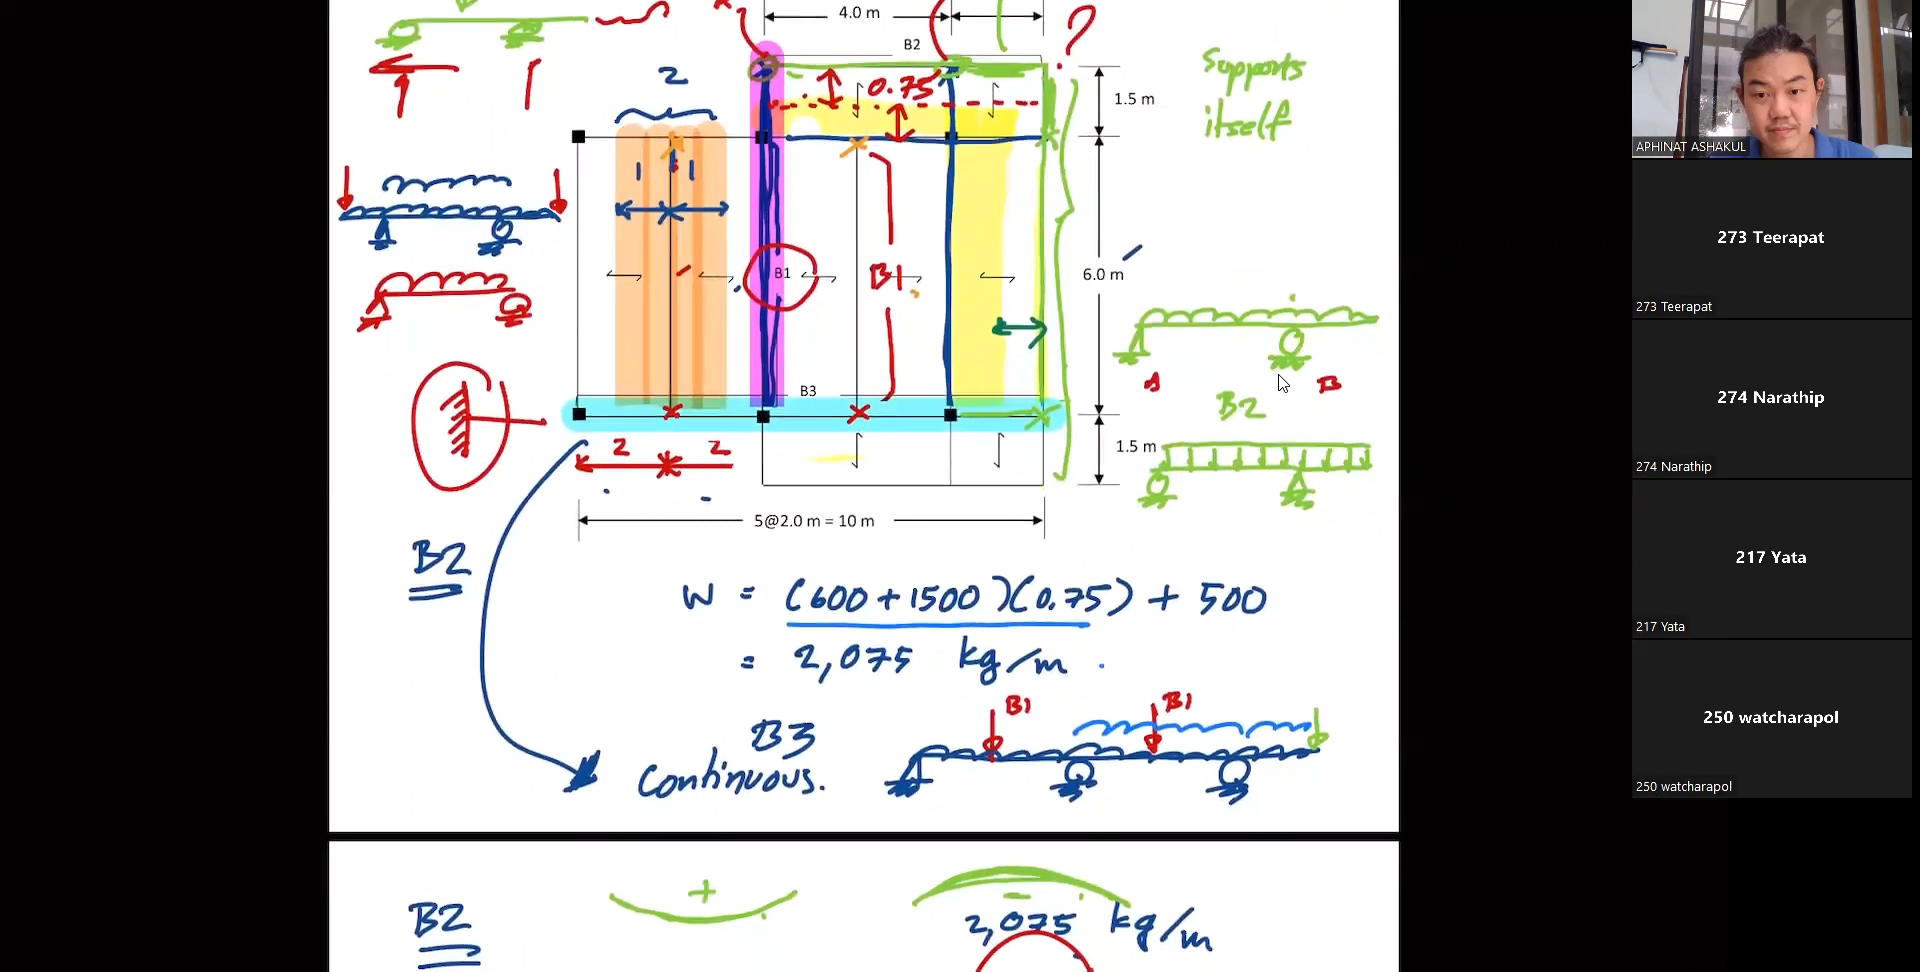 4.0 m
?
B2
2
0.75
1.5 m
supports
itself
1 1
B1
B1
6.0 m
A
B
B2
B3
2 2
1.5 m
5@2.0 m = 10 m
B2
W = (600 + 1500)(0.75) + 500
= 2,075 kg/m.
B1
B1
B3
Continuous.
+
-
B2
2,075 kg/m
APHINAT ASHAKUL
273 Teerapat
273 Teerapat
274 Narathip
274 Narathip
217 Yata
217 Yata
250 watcharapol
250 watcharapol